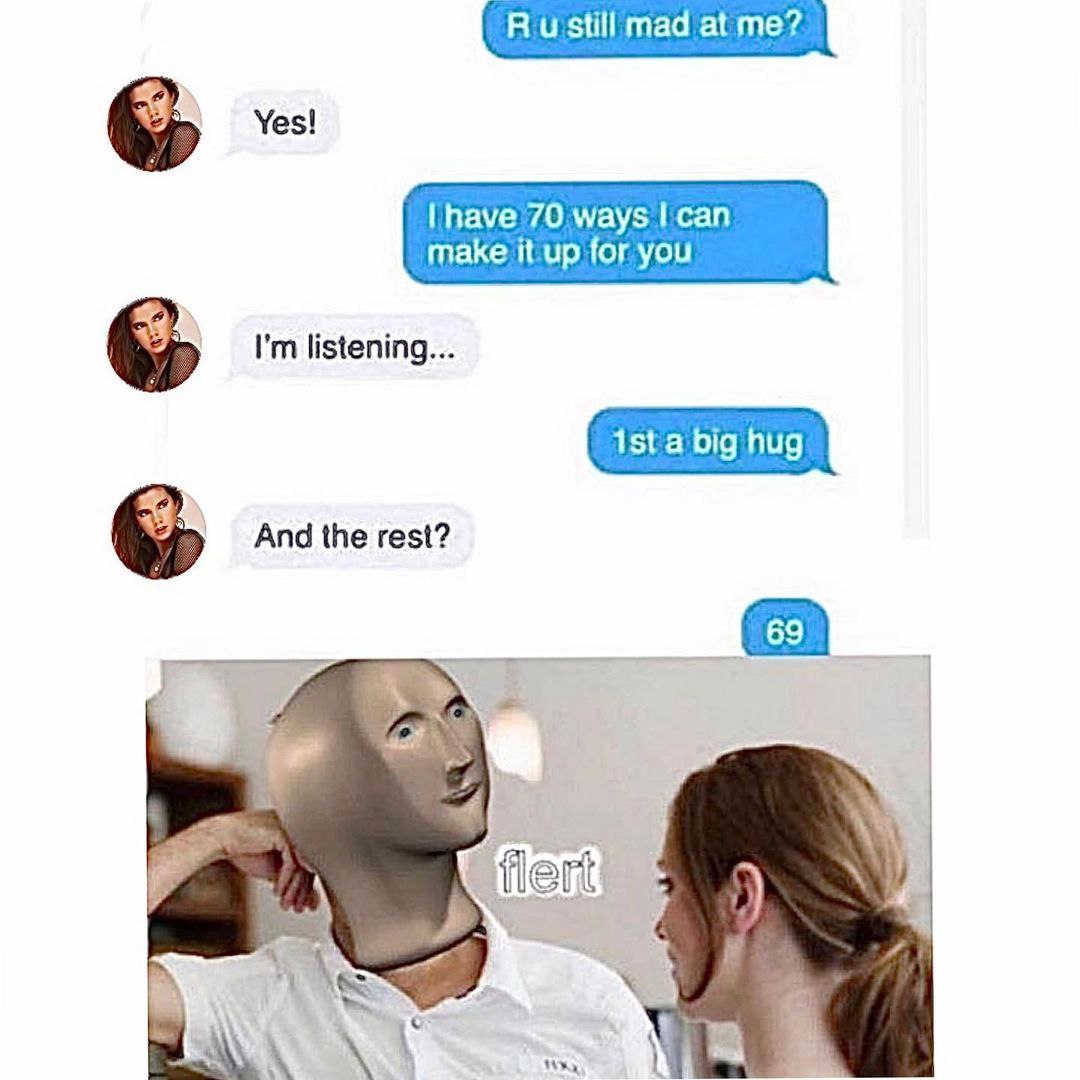 R u still mad at me?
Yes!
I have 70 ways I can
make it up for you
I'm listening...
1st a big hug
And the rest?
69
flert